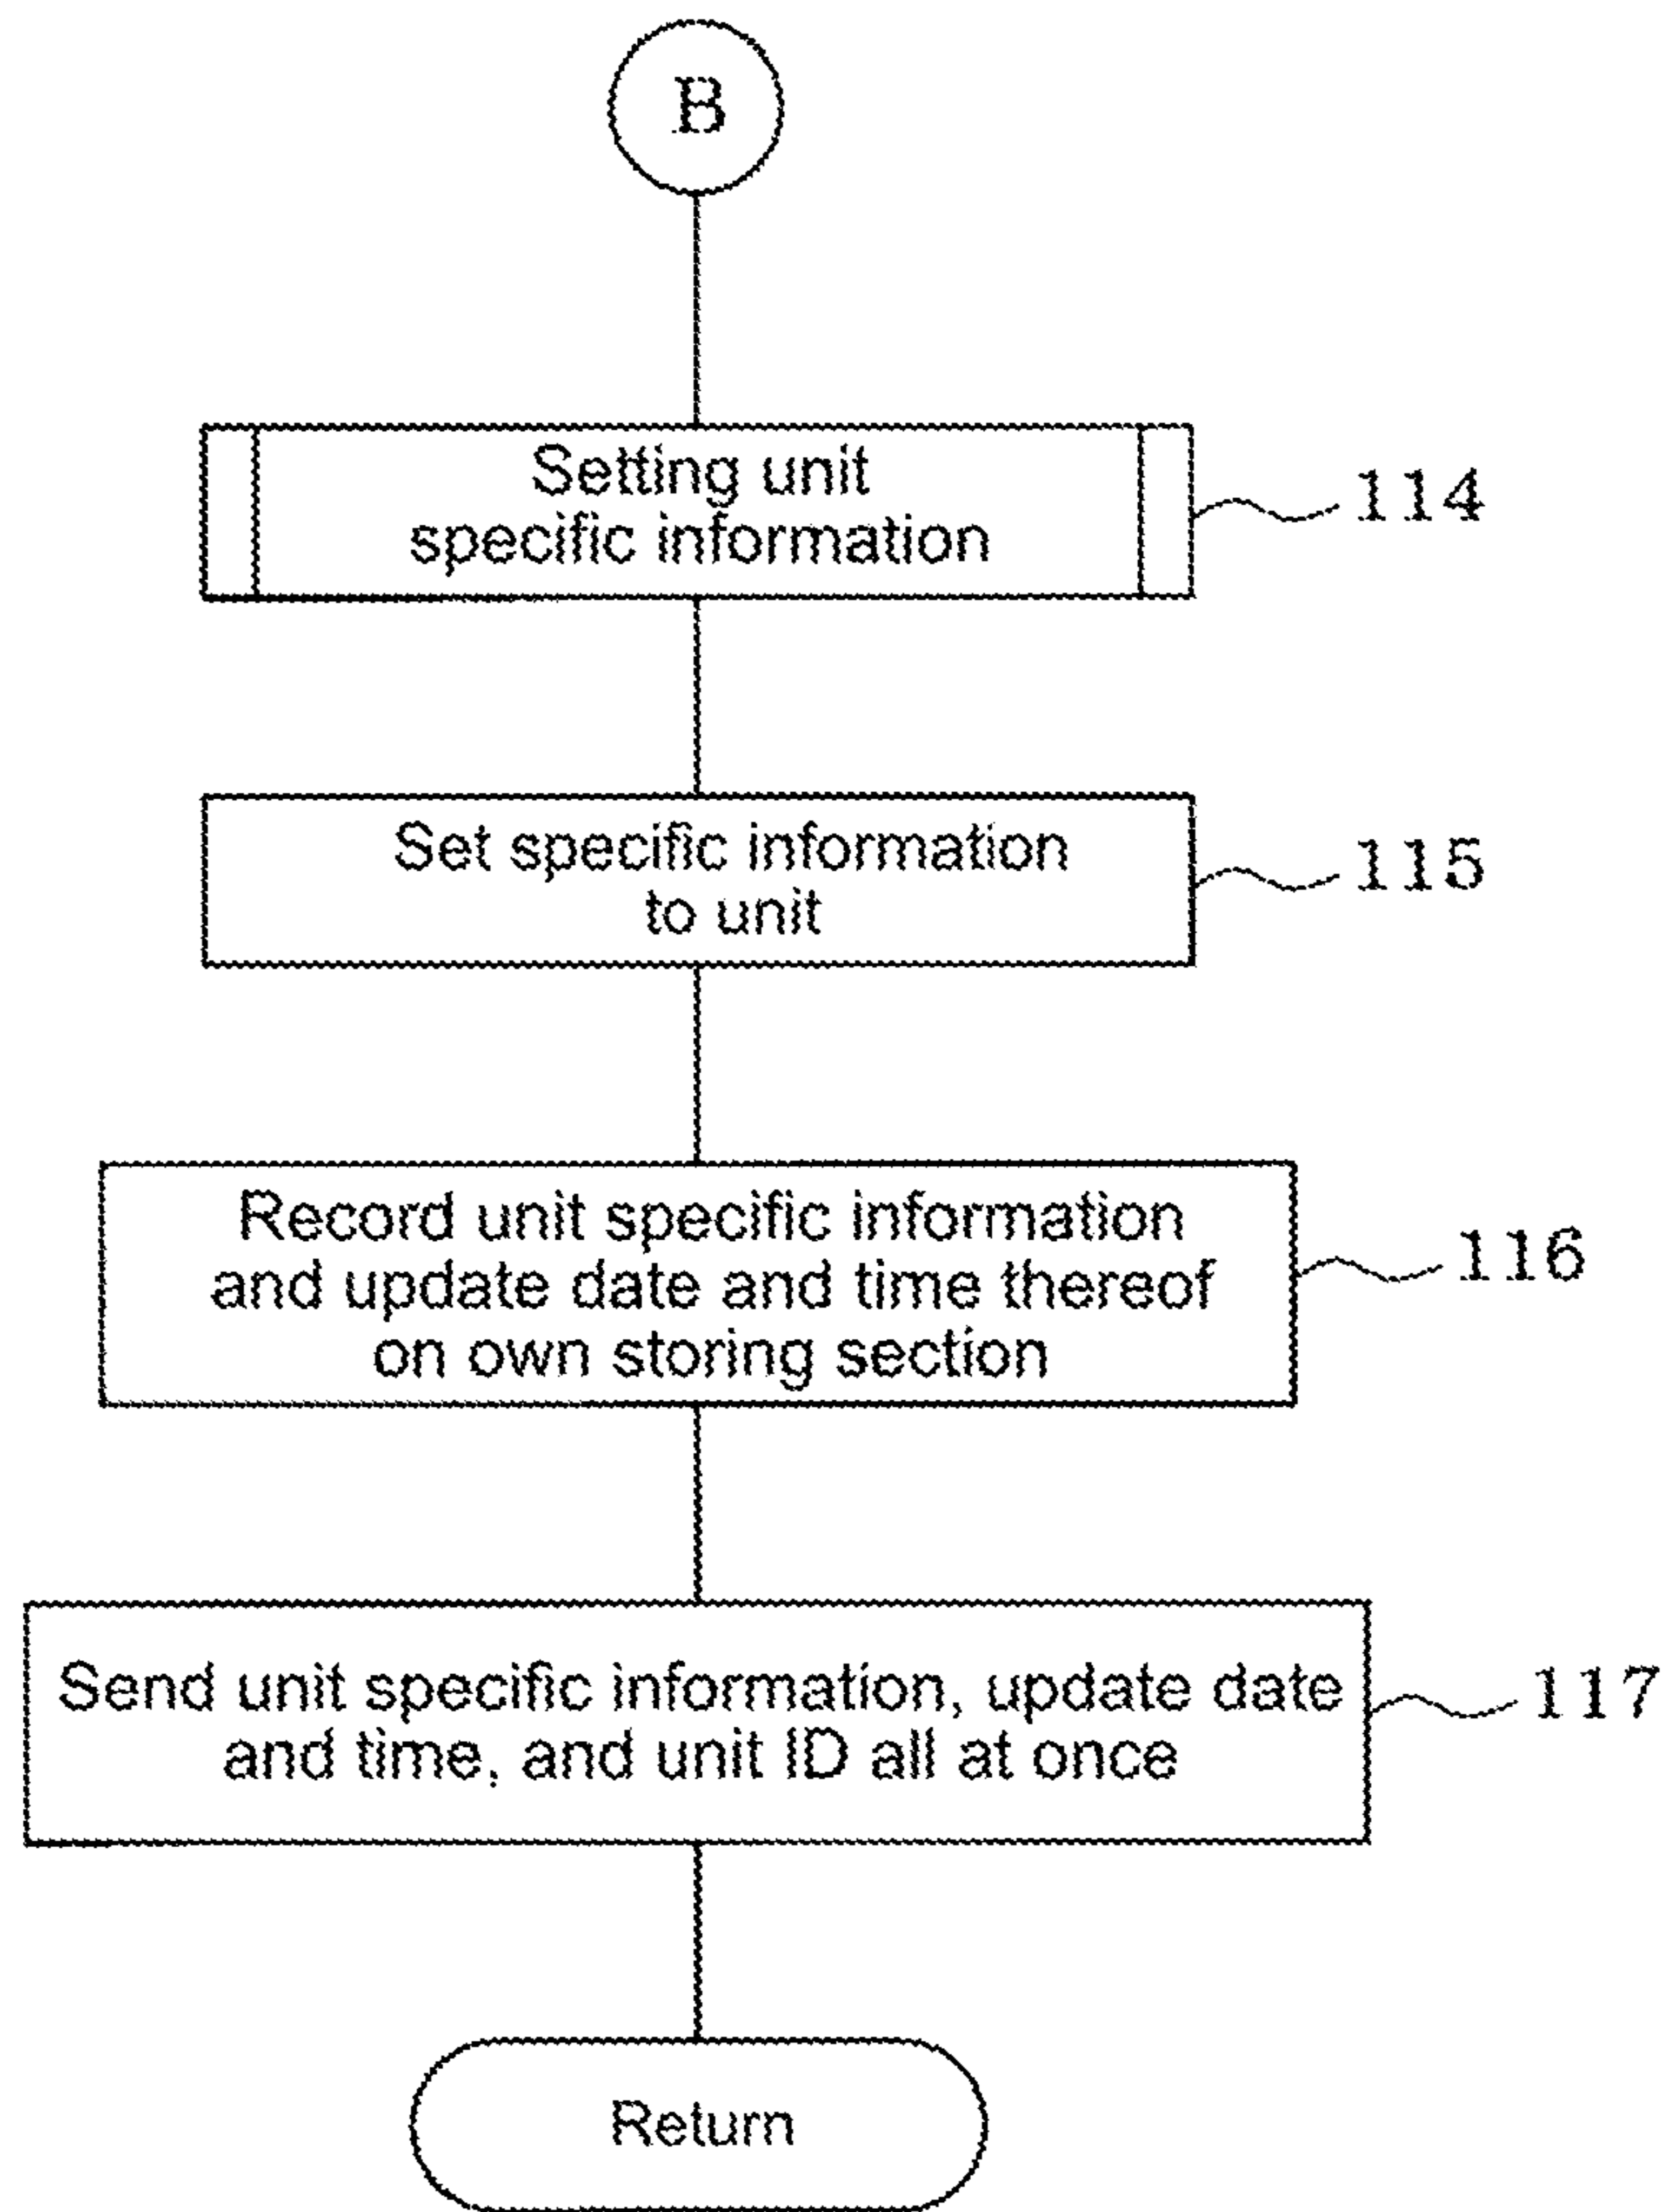 B
Setting unit
specific information
114
Set specific information
to unit
115
Record unit specific information
and update date and time thereof
on own storing section
116
Send unit specific information, update date
and time, and unit ID all at once
117
Return